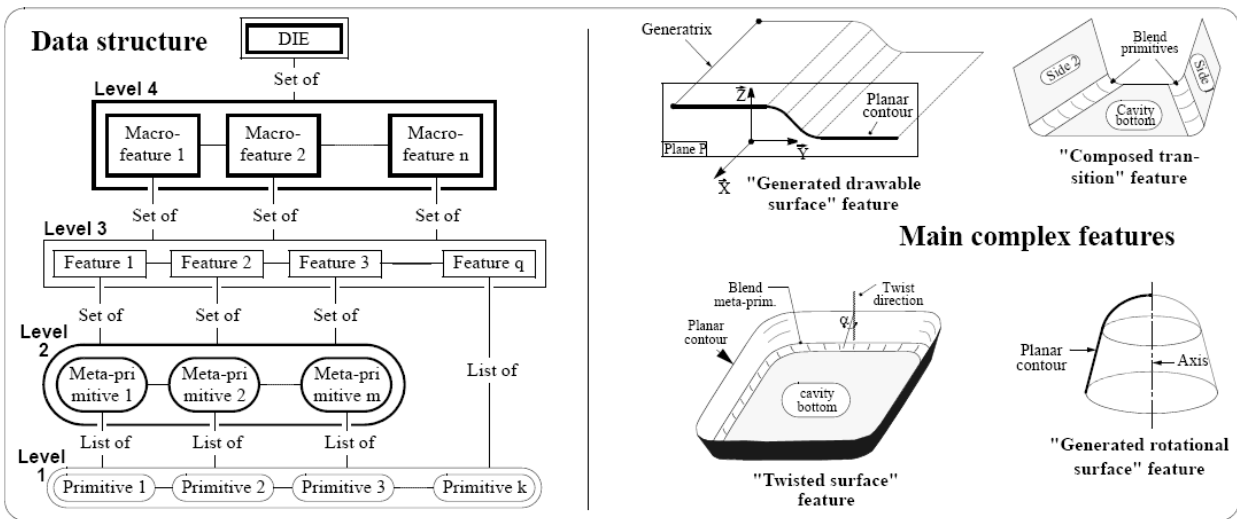 Data structure
DIE
Set of
Level 4
Macro-
feature 1
Macro-
feature 2
Macro-
feature n
Set of
Set of
Set of
Level 3
Feature 1
Feature 2
Feature 3
Feature q
Set of
Set of
Set of
Level
2
Meta-pri
mitive 1
Meta-pri
mitive 2
Meta-pri
mitive m
List of
List of
List of
List of
Level
1
Primitive 1
Primitive 2
Primitive 3
Primitive k
Generatrix
Z
Planar
contour
Plane P
Y
X
"Generated drawable
surface" feature
Blend
primitives
Side 2
Side
Cavity
bottom
"Composed tran-
sition" feature
Main complex features
Blend
meta-prim.
Twist
direction
α
Planar
contour
cavity
bottom
"Twisted surface"
feature
Planar
contour
Axis
"Generated rotational
surface" feature